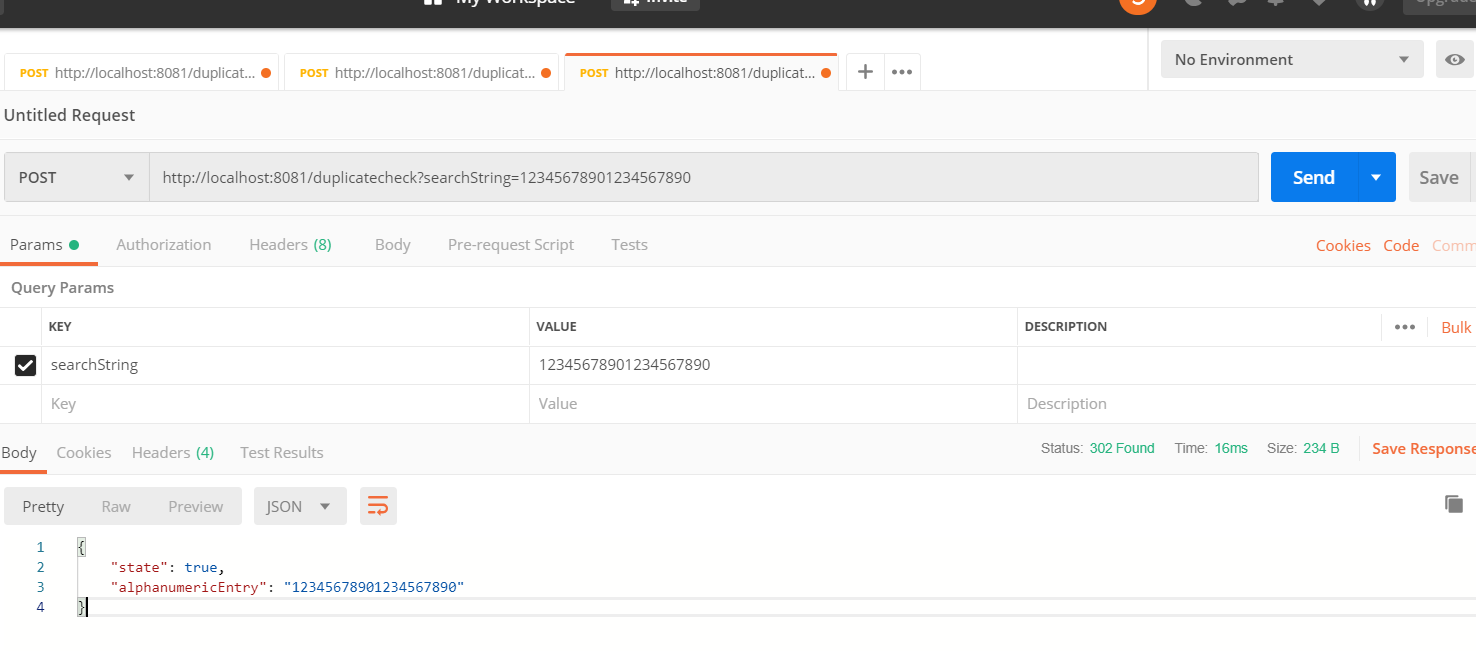 My Workspace Invite Upgrade
POST http://localhost:8081/duplicat... POST http://localhost:8081/duplicat... POST http://localhost:8081/duplicat... + ••• No Environment
Untitled Request
POST http://localhost:8081/duplicatecheck?searchString=12345678901234567890 Send Save
Params Authorization Headers (8) Body Pre-request Script Tests Cookies Code Comm
Query Params
KEY VALUE DESCRIPTION ••• Bulk
searchString 12345678901234567890
Key Value Description
Body Cookies Headers (4) Test Results Status: 302 Found Time: 16ms Size: 234 B Save Response
Pretty Raw Preview JSON
1 {
2 "state": true,
3 "alphanumericEntry": "12345678901234567890"
4 }